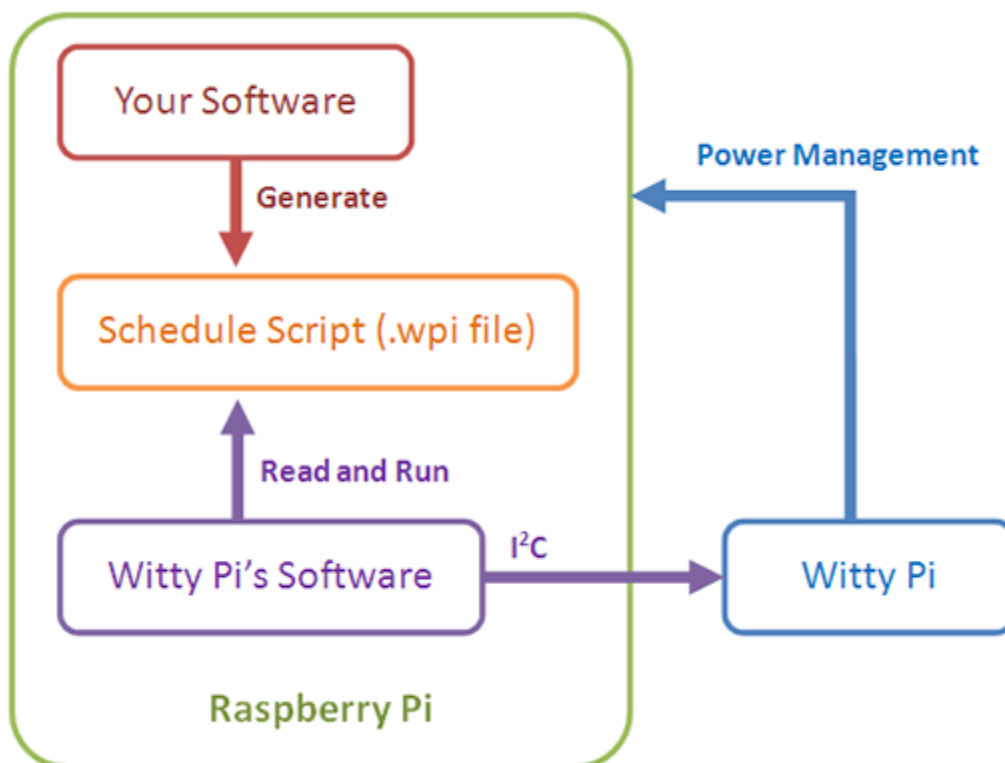 Your Software
Power Management
Generate
Schedule Script (.wpi file)
Read and Run
I²C
Witty Pi's Software
Witty Pi
Raspberry Pi